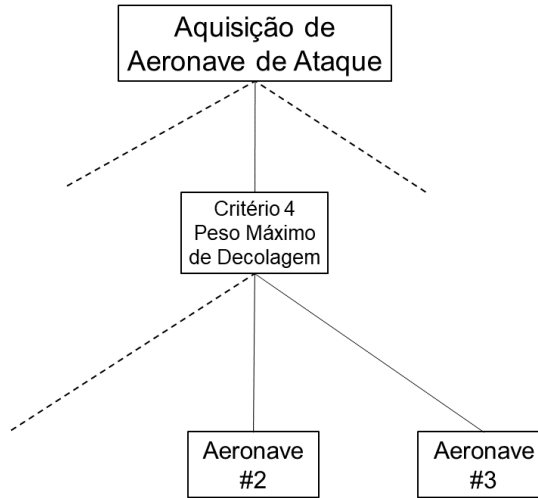 Aquisição de
Aeronave de Ataque
Critério 4
Peso Máximo
de Decolagem
Aeronave
#2
Aeronave
#3